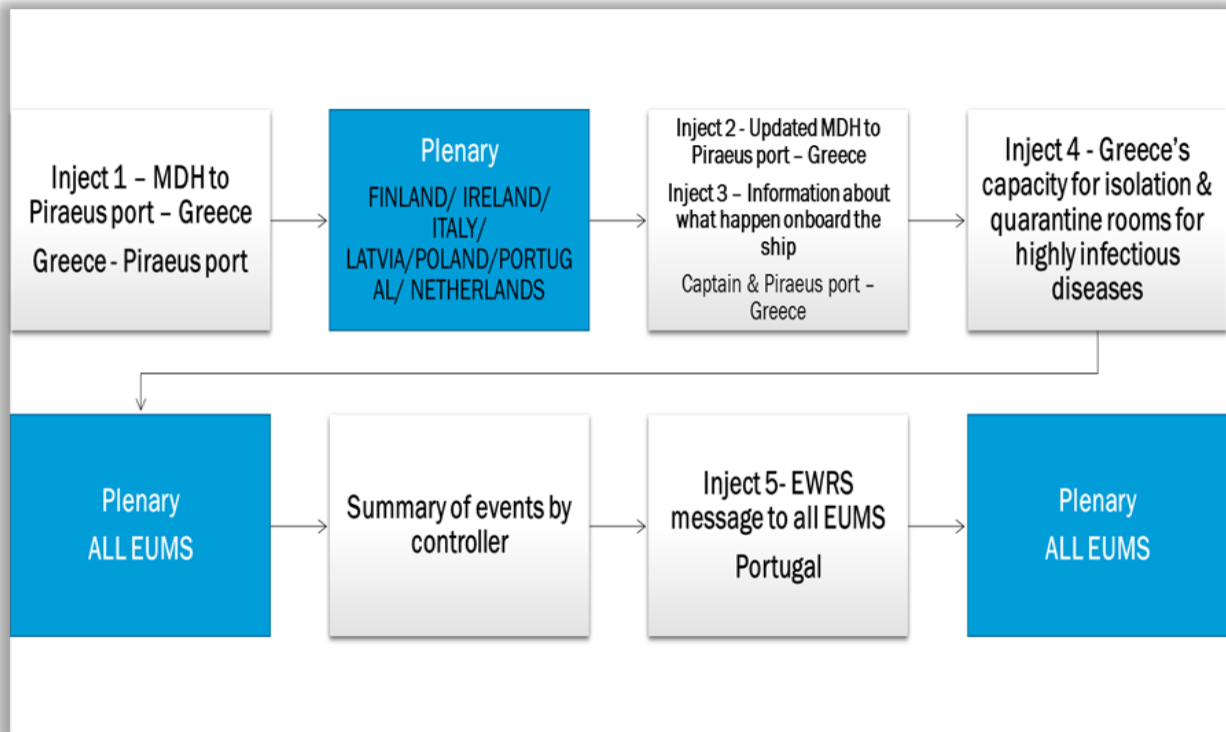 Inject 1 – MDH to
Piraeus port – Greece
Greece - Piraeus port
Plenary
FINLAND/ IRELAND/
ITALY/
LATVIA/POLAND/PORTUG
AL/ NETHERLANDS
Inject 2 - Updated MDH to
Piraeus port – Greece
Inject 3 – Information about
what happen onboard the
ship
Captain & Piraeus port –
Greece
Inject 4 - Greece’s
capacity for isolation &
quarantine rooms for
highly infectious
diseases
Plenary
ALL EUMS
Summary of events by
controller
Inject 5- EWRS
message to all EUMS
Portugal
Plenary
ALL EUMS